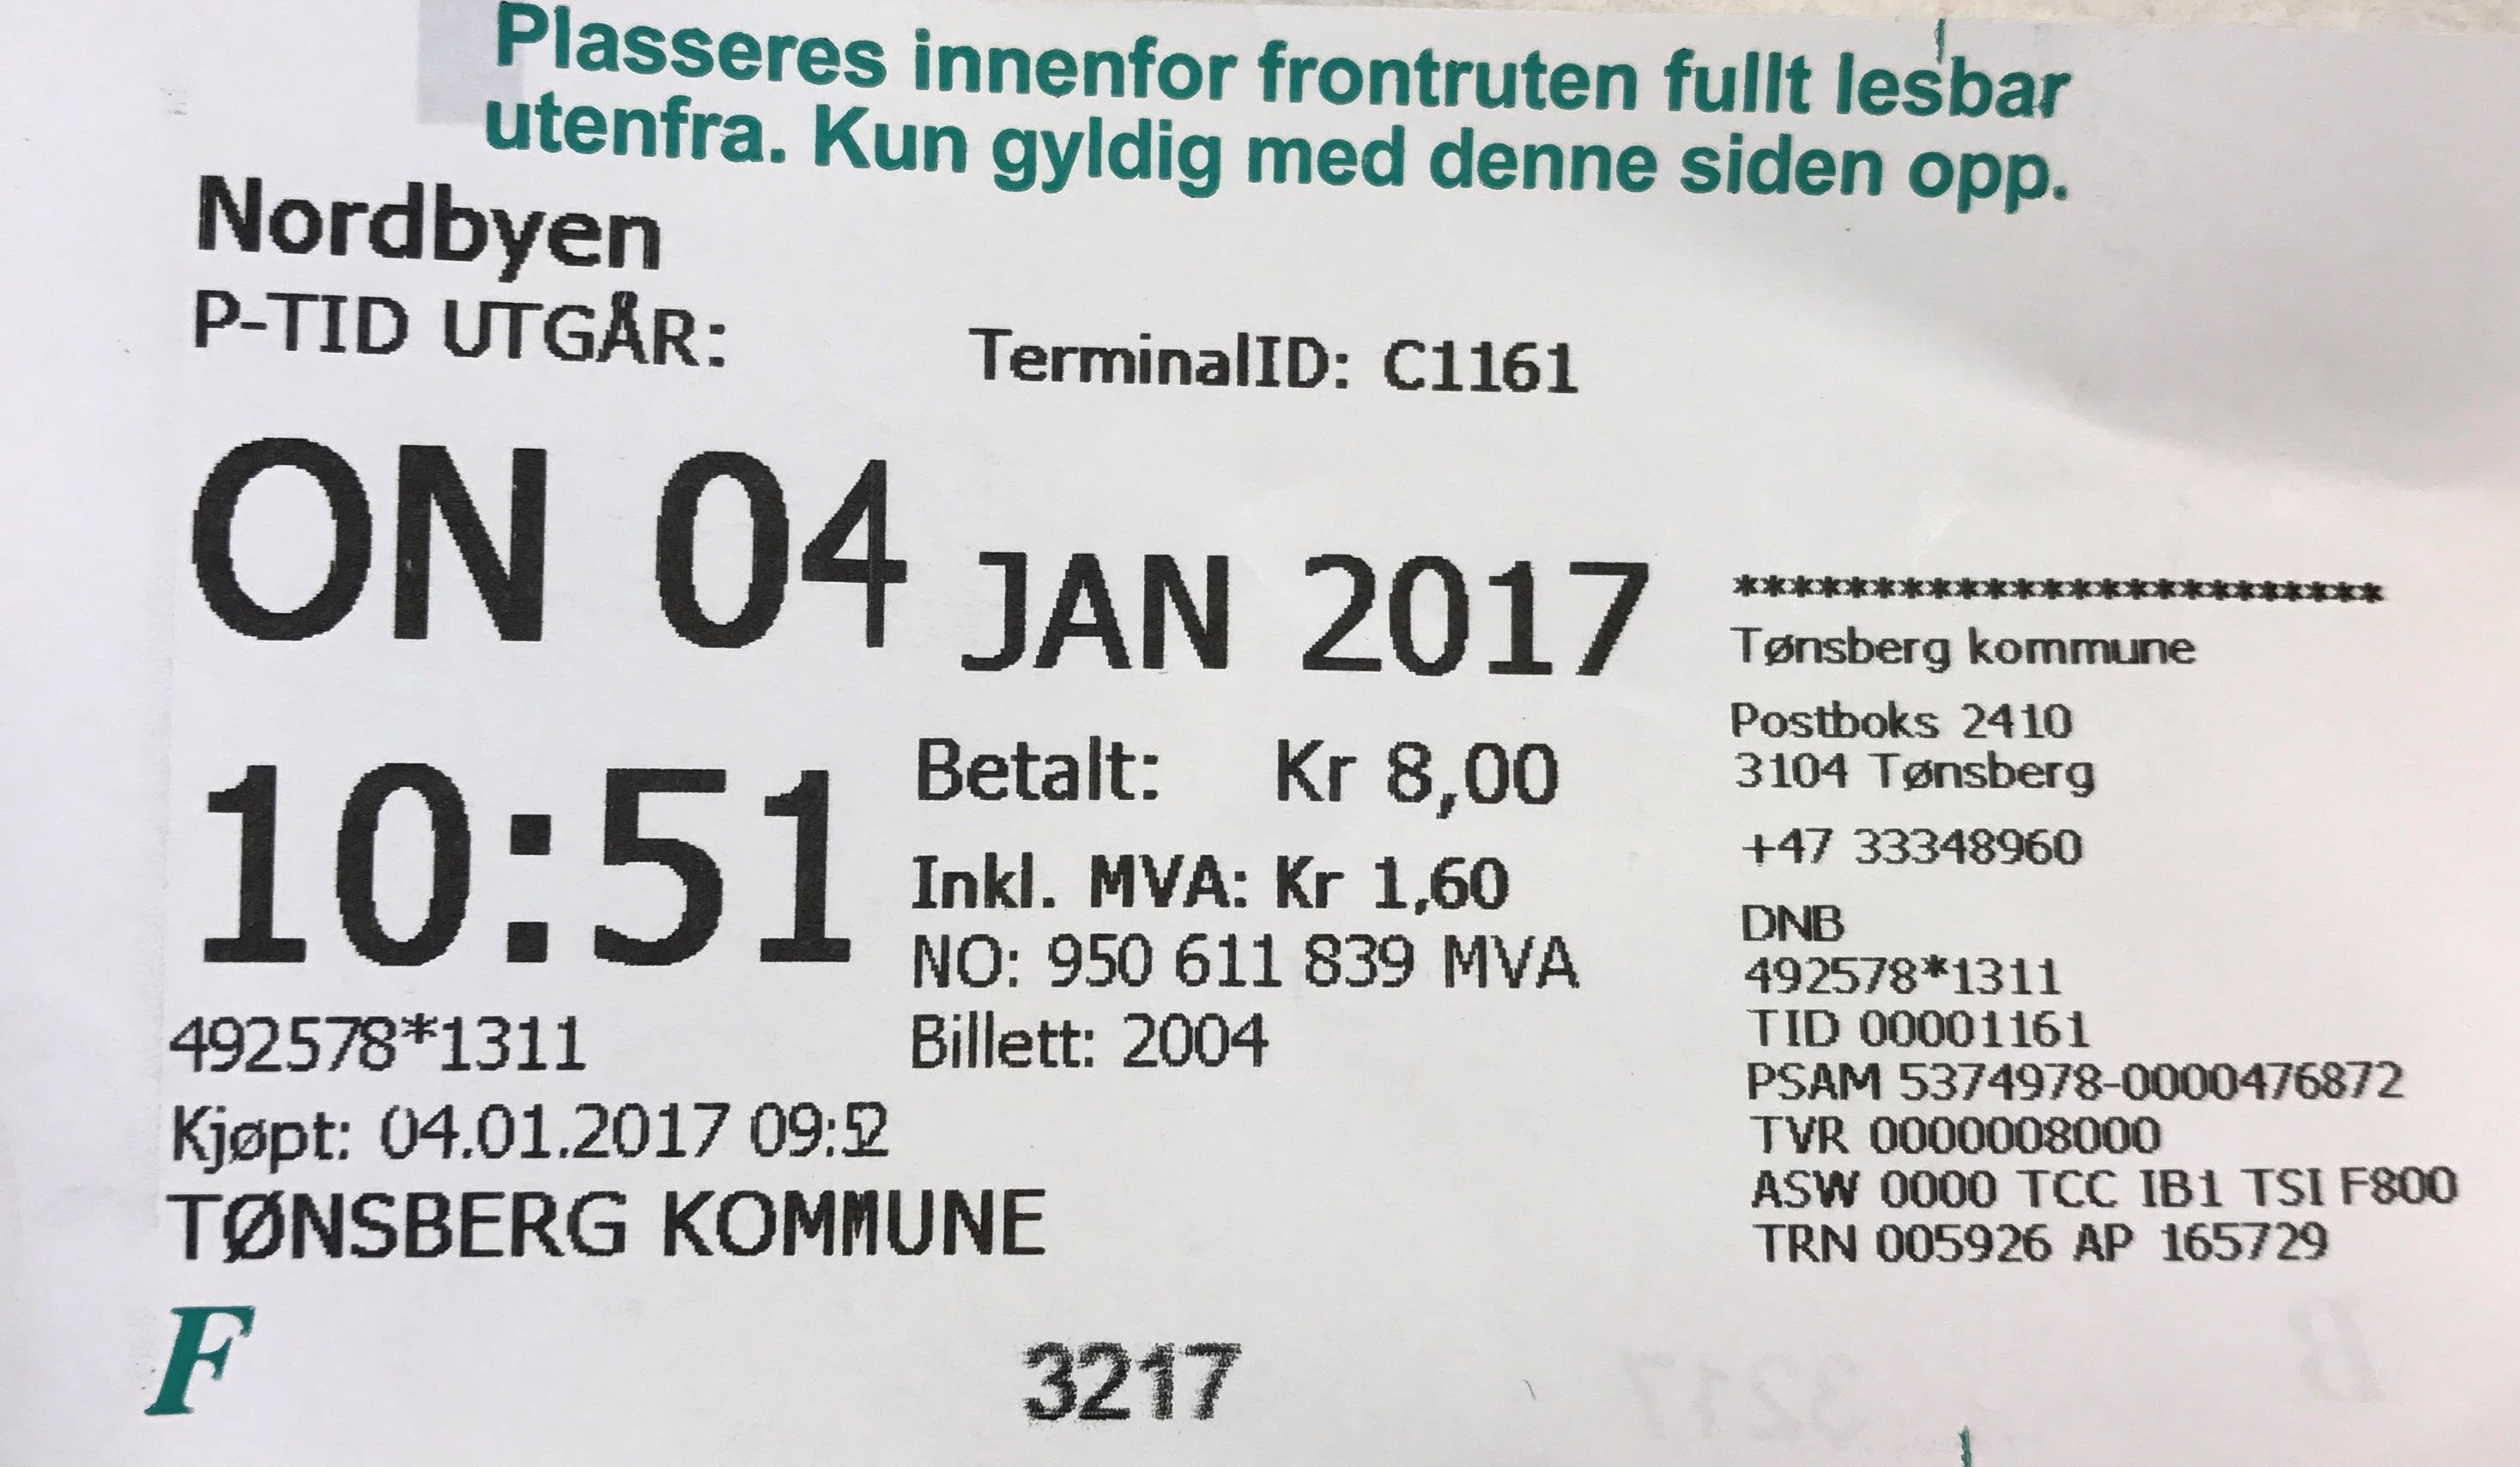 Plasseres innenfor frontruten fullt lesbar
utenfra. Kun gyldig med denne siden opp.
Nordbyen
P-TID UTGÅR:
TerminalID: C1161
ON 04 JAN 2017
10:51
Betalt: Kr 8,00
Inkl. MVA: Kr 1,60
NO: 950 611 839 MVA
Billett: 2004
492578*1311
Kjøpt: 04.01.2017 09:52
TØNSBERG KOMMUNE
F
3217
************************
Tønsberg kommune
Postboks 2410
3104 Tønsberg
+47 33348960
DNB
492578*1311
TID 00001161
PSAM 5374978-0000476872
TVR 0000008000
ASW 0000 TCC IB1 TSI F800
TRN 005926 AP 165729